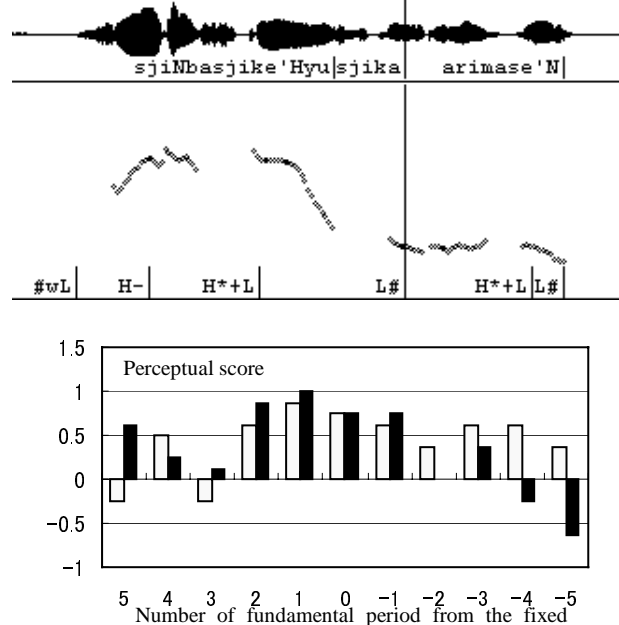 sjiNbasjike'Hyu sjika arimase'N
#wL H- H*+L L# H*+L L#
1.5
Perceptual score
1
0.5
0
-0.5
-1
5 4 3 2 1 0 -1 -2 -3 -4 -5
Number of fundamental period from the fixed